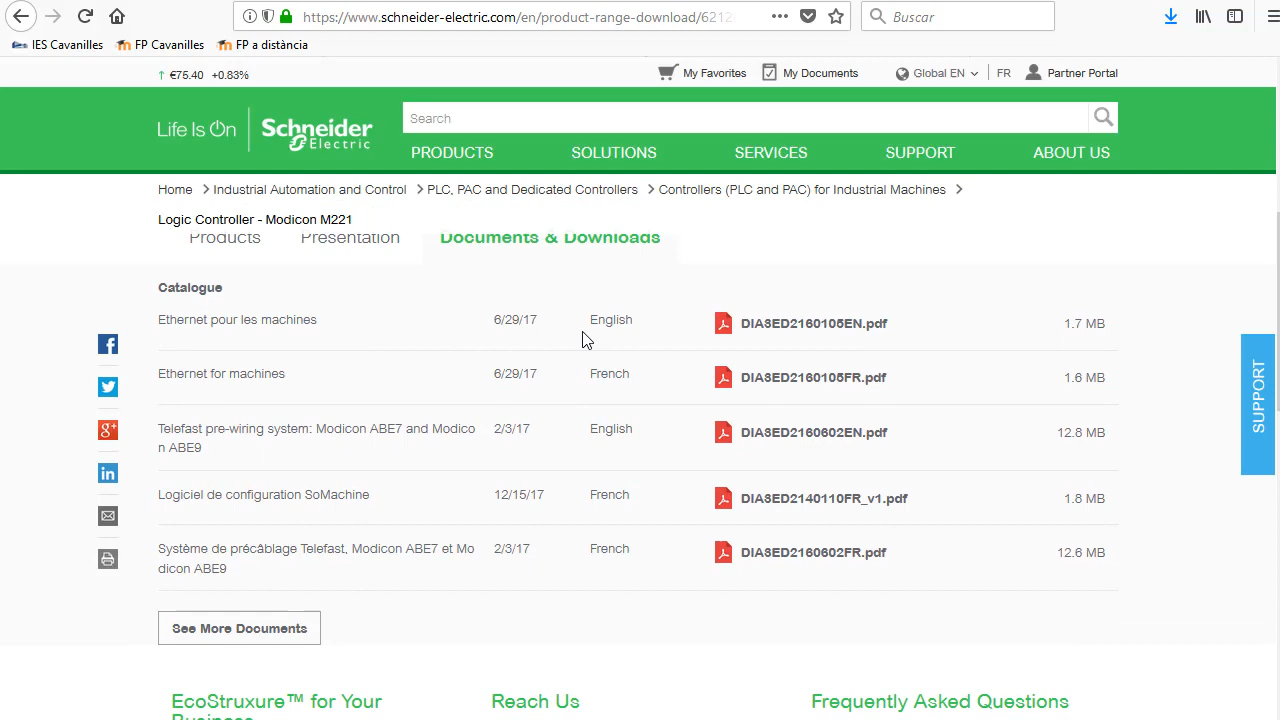 https://www.schneider-electric.com/en/product-range-download/6212
Buscar
IES Cavanilles FP Cavanilles FP a distància
↑ €75.40 +0.83% My Favorites My Documents Global EN FR Partner Portal
Life Is On Schneider Electric
Search
PRODUCTS SOLUTIONS SERVICES SUPPORT ABOUT US
Home > Industrial Automation and Control > PLC, PAC and Dedicated Controllers > Controllers (PLC and PAC) for Industrial Machines >
Logic Controller - Modicon M221
Products Presentation Documents & Downloads
Catalogue
Ethernet pour les machines 6/29/17 English DIA3ED2160105EN.pdf 1.7 MB
Ethernet for machines 6/29/17 French DIA3ED2160105FR.pdf 1.6 MB
Telefast pre-wiring system: Modicon ABE7 and Modico
n ABE9 2/3/17 English DIA3ED2160602EN.pdf 12.8 MB
Logiciel de configuration SoMachine 12/15/17 French DIA3ED2140110FR_v1.pdf 1.8 MB
Système de précâblage Telefast, Modicon ABE7 et Mo
dicon ABE9 2/3/17 French DIA3ED2160602FR.pdf 12.6 MB
SUPPORT
See More Documents
EcoStruxure™ for Your Reach Us Frequently Asked Questions
Business